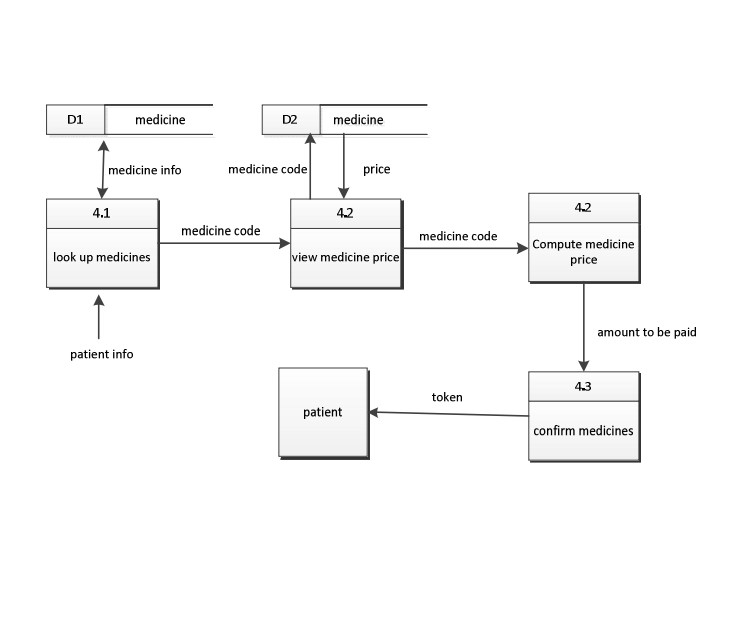 D1 medicine
D2 medicine
medicine info
medicine code
price
4.1
look up medicines
medicine code
4.2
view medicine price
medicine code
4.2
Compute medicine
price
patient info
amount to be paid
patient
token
4.3
confirm medicines